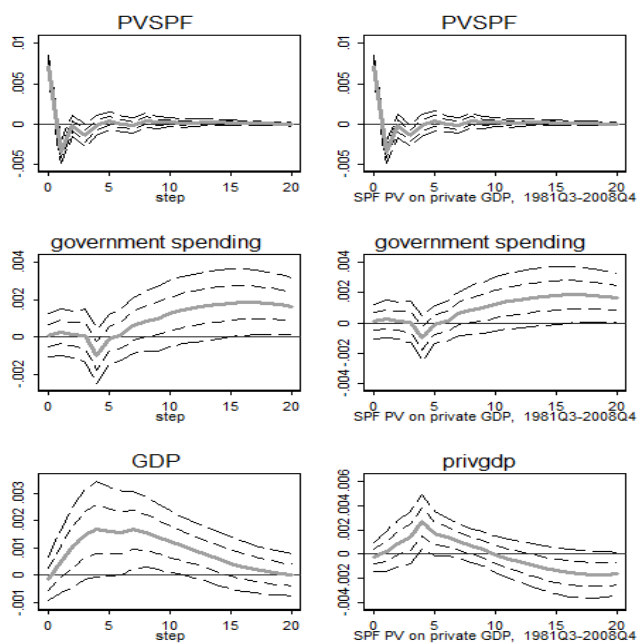 PVSPF PVSPF
.01 .01
.005 .005
0 0
-.005 -.005
0 5 10 15 20 0 5 10 15 20
step SPF PV on private GDP, 1981Q3-2008Q4
government spending government spending
.004 .004
.002 .002
0 0
-.002 -.002
-.004
0 5 10 15 20 0 5 10 15 20
step SPF PV on private GDP, 1981Q3-2008Q4
GDP privgdp
.003 .006
.002 .004
.001 .002
0 0
-.001 -.002
-.004
0 5 10 15 20 0 5 10 15 20
step SPF PV on private GDP, 1981Q3-2008Q4